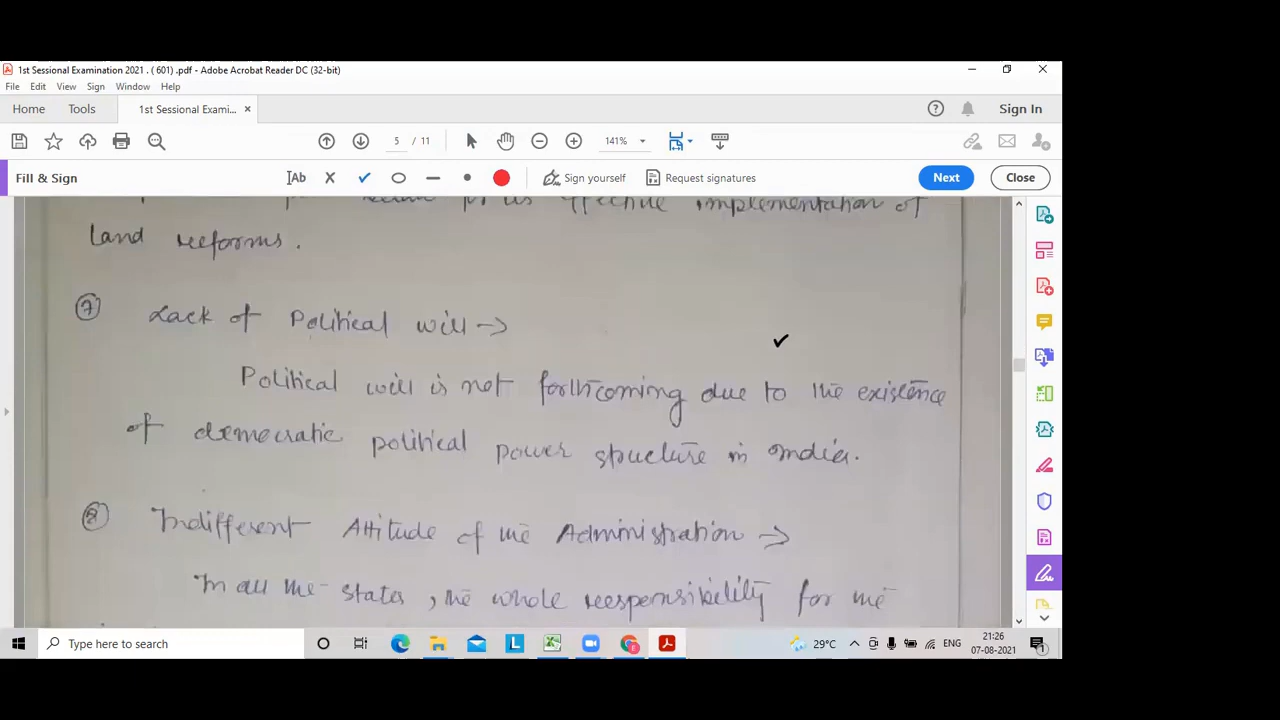 1st Sessional Examination 2021 . ( 601) .pdf - Adobe Acrobat Reader DC (32-bit)
File Edit View Sign Window Help
Home Tools 1st Sessional Exami... × Sign In
5 / 11 141%
Fill & Sign Ab Sign yourself Request signatures Next Close
effective implementation of
land reforms.
7 Lack of Political will →
Political will is not forthcoming due to the existence
of democratic political power structure in India.
8 Indifferent Attitude of the Administration →
In all the states, the whole responsibility for the
Type here to search 29°C ENG 21:26
07-08-2021